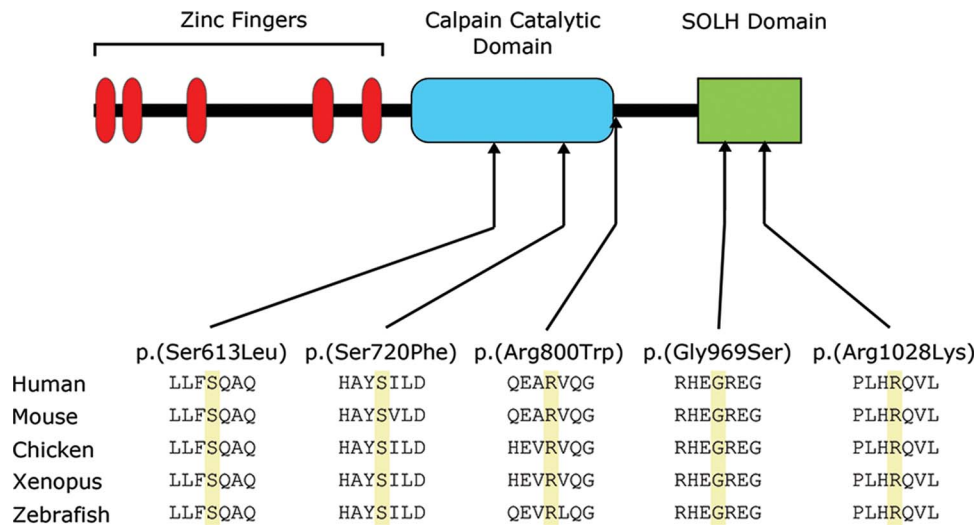 Zinc Fingers Calpain Catalytic Domain SOLH Domain
p.(Ser613Leu) p.(Ser720Phe) p.(Arg800Trp) p.(Gly969Ser) p.(Arg1028Lys)
Human LLFSQAQ HAYSILD QEARVQG RHEGREG PLHRQVL
Mouse LLFSQAQ HAYSVLD QEARVQG RHEGREG PLHRQVL
Chicken LLFSQAQ HAYSILD HEVRVQG RHEGREG PLHRQVL
Xenopus LLFSQAQ HAYSILD HEVRVQG RHEGREG PLHRQVL
Zebrafish LLFSQAQ HAYSILD QEVRLQG RHEGREG PLHRQVL